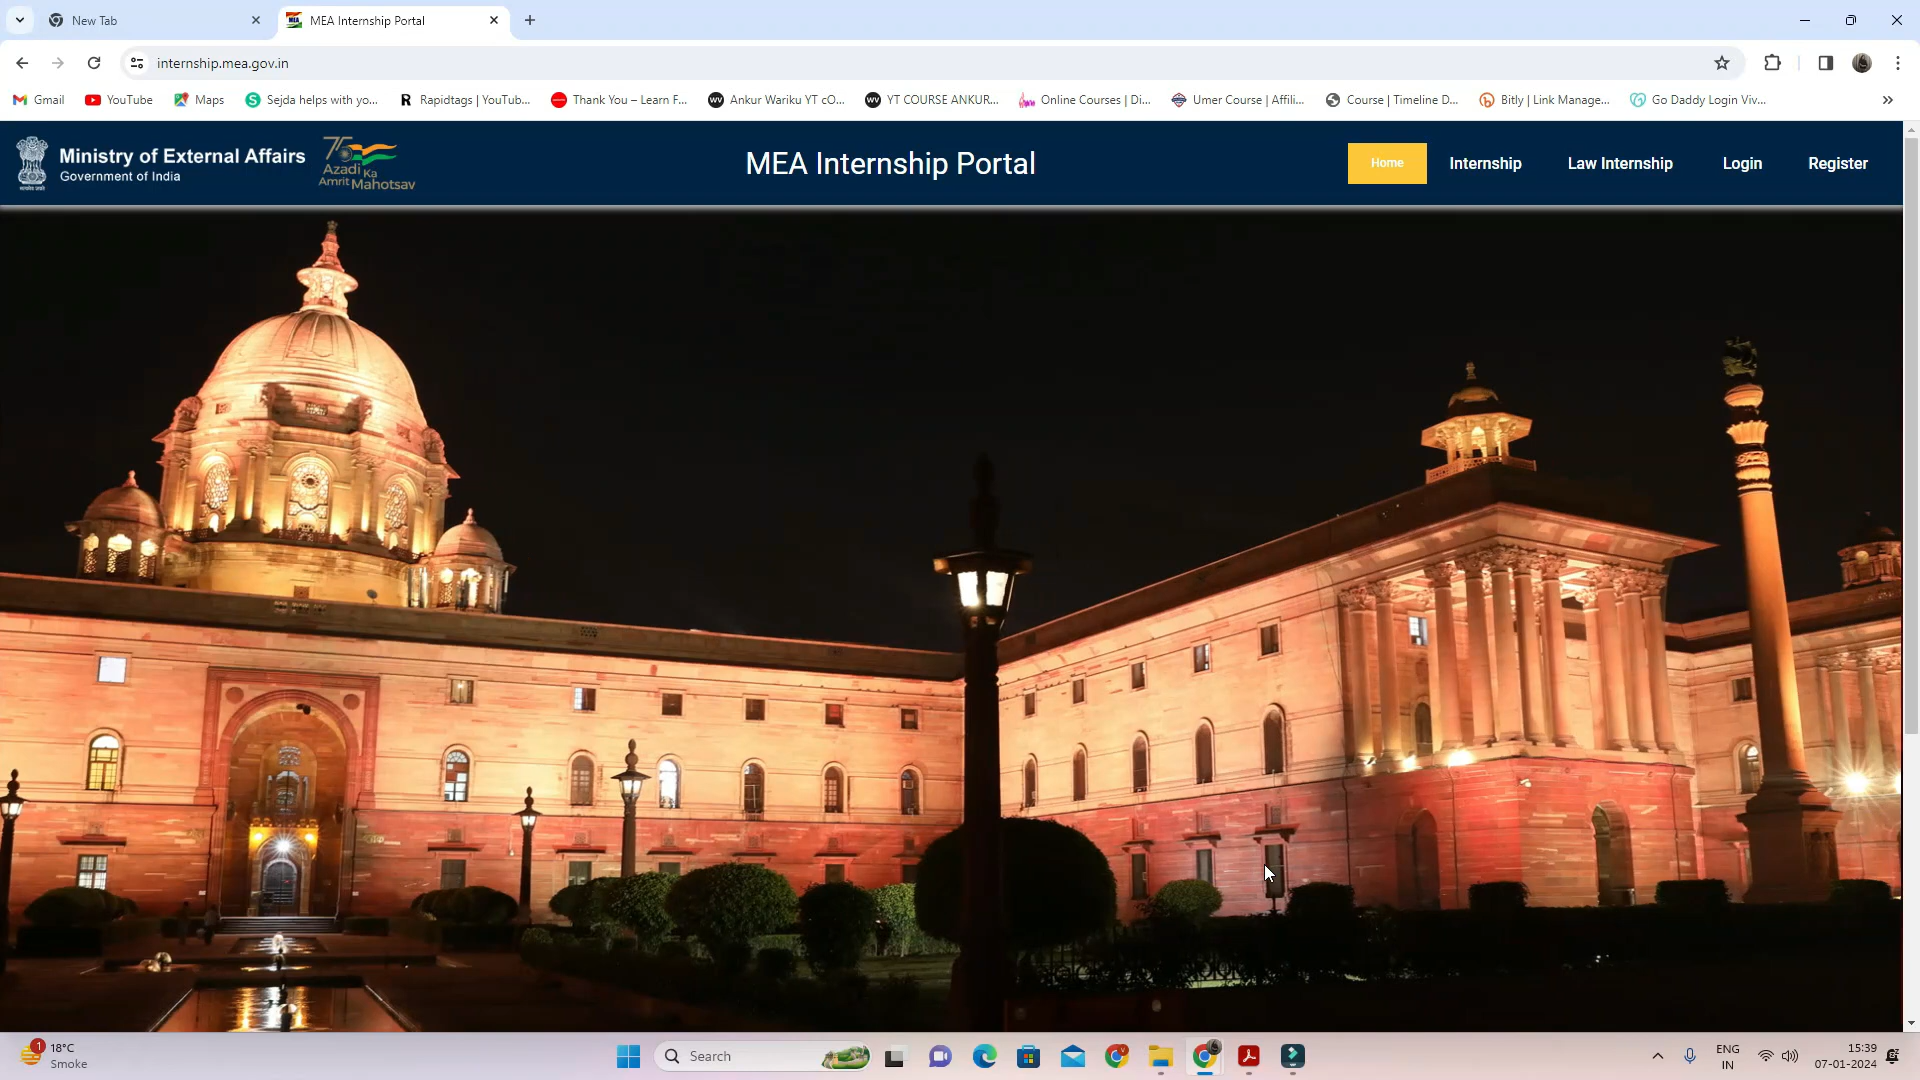 New Tab
MEA Internship Portal
internship.mea.gov.in
Gmail
YouTube
Maps
Sejda helps with yo...
Rapidtags | YouTub...
Thank You – Learn F...
Ankur Wariku YT cO...
YT COURSE ANKUR...
Online Courses | Di...
Umer Course | Affili...
Course | Timeline D...
Bitly | Link Manage...
Go Daddy Login Viv...
Ministry of External Affairs
Government of India
75
Azadi Ka
Amrit Mahotsav
MEA Internship Portal
Home
Internship
Law Internship
Login
Register
1
18°C
Smoke
Search
ENG
IN
15:39
07-01-2024